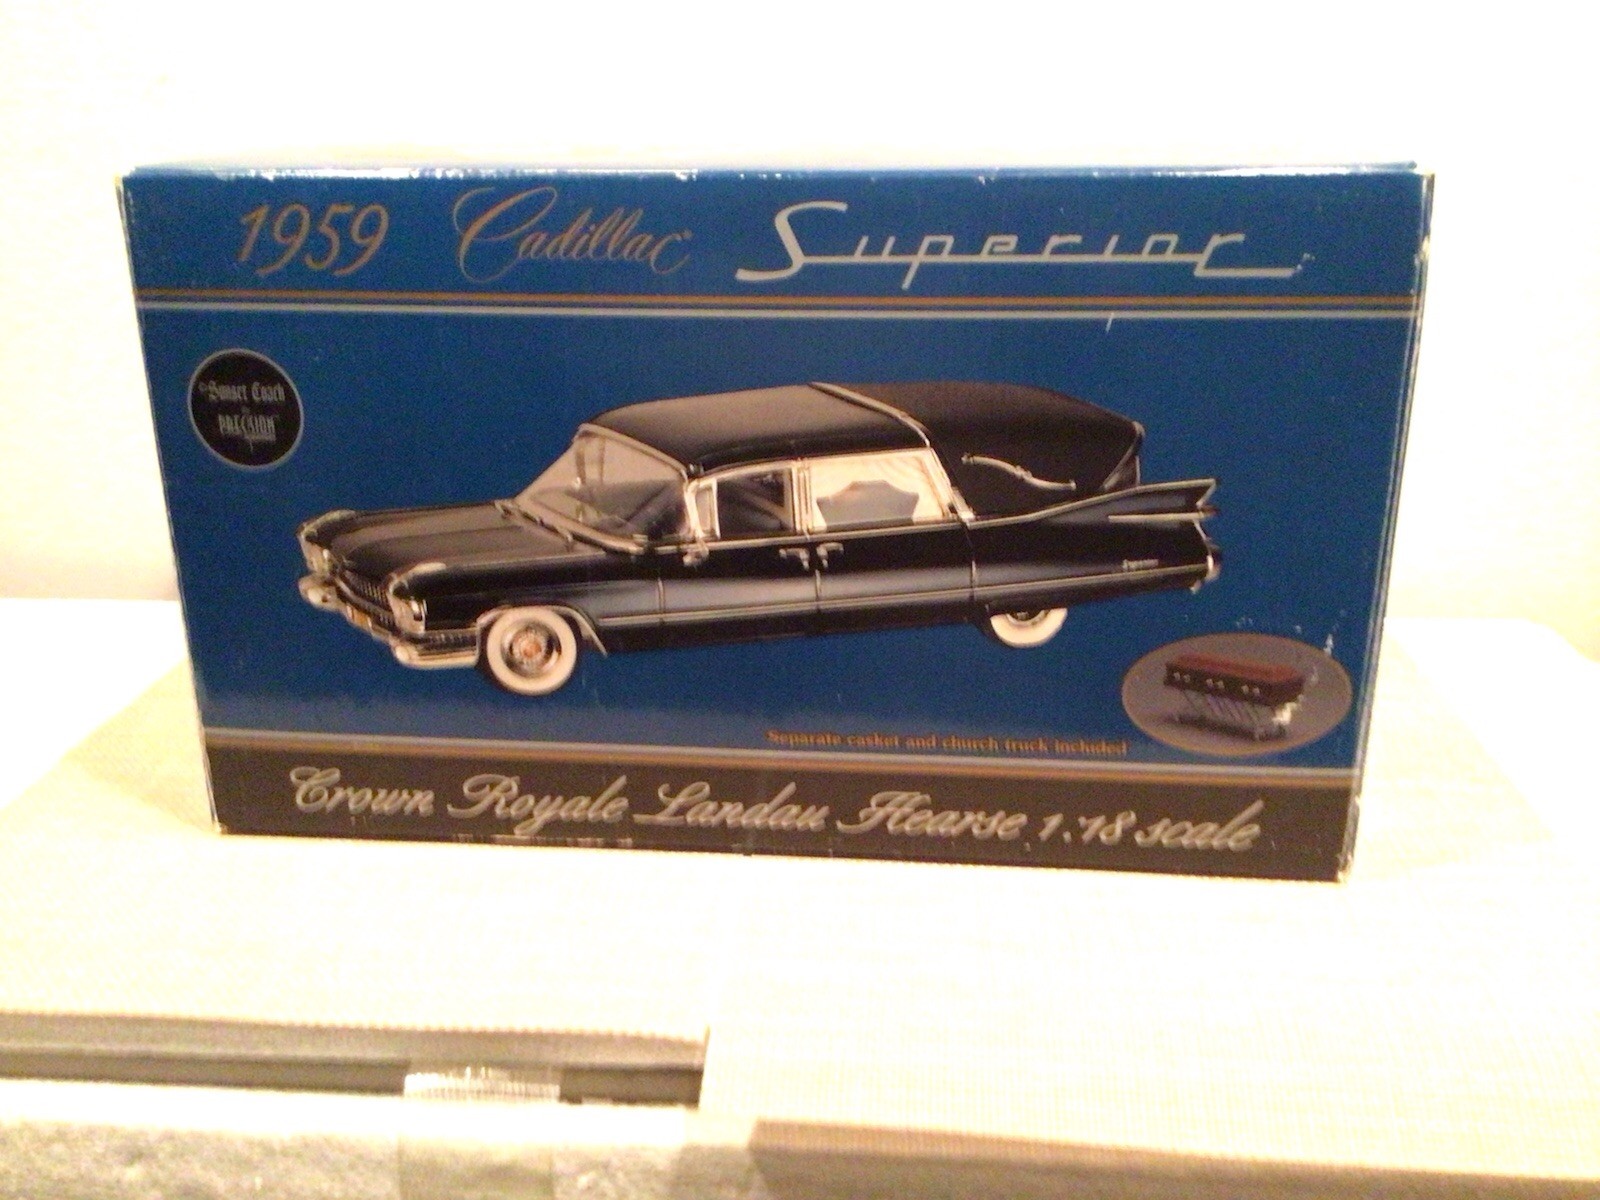 1959 Cadillac Superior
Sunset Coach
PRECISION
Separate casket and church truck included
Crown Royale Landau Hearse 1:18 scale